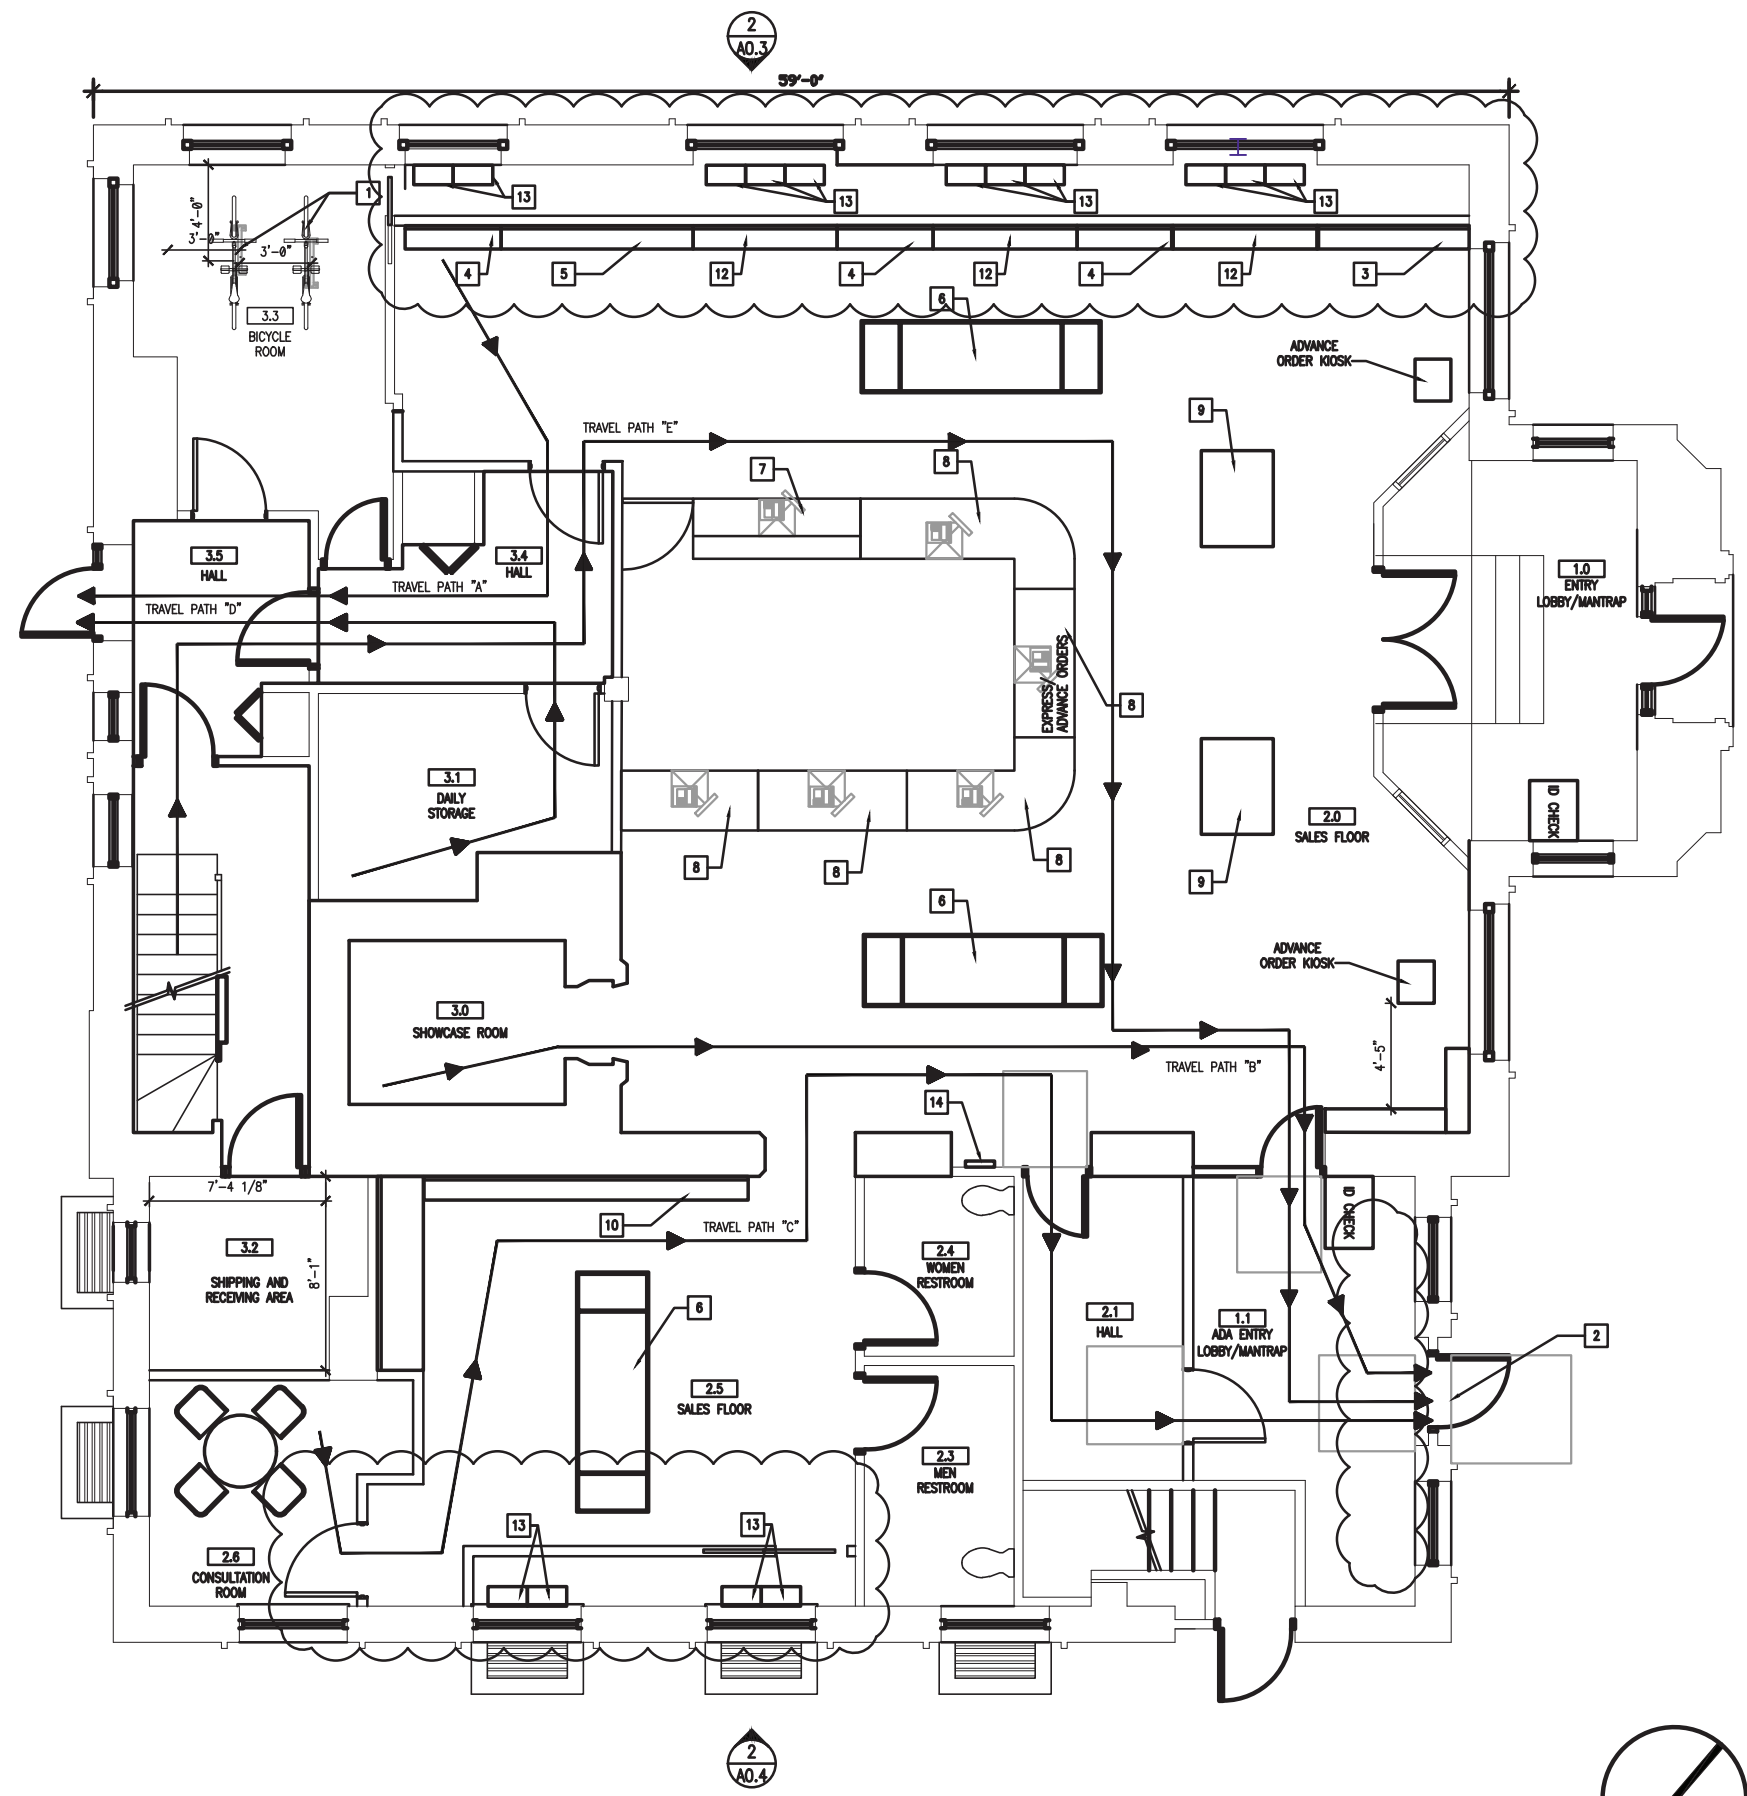 2
A0.3
59'-0"
1
13
13
13
13
4'-0"
3'-0"
3'-0"
4
5
12
4
12
4
12
3
6
3.3
BICYCLE
ROOM
ADVANCE
ORDER KIOSK
9
TRAVEL PATH "E"
7
8
3.5
HALL
3.4
HALL
TRAVEL PATH "A"
TRAVEL PATH "D"
1.0
ENTRY
LOBBY/MANTRAP
EXPRESS/
ADVANCE ORDERS
8
3.1
DAILY
STORAGE
ID CHECK
2.0
SALES FLOOR
8
8
8
9
6
ADVANCE
ORDER KIOSK
3.0
SHOWCASE ROOM
4'-5"
TRAVEL PATH "B"
14
7'-4 1/8"
ID CHECK
10
TRAVEL PATH "C"
3.2
SHIPPING AND
RECEIVING AREA
8'-1"
2.4
WOMEN
RESTROOM
6
2.1
HALL
1.1
ADA ENTRY
LOBBY/MANTRAP
2
2.5
SALES FLOOR
2.3
MEN
RESTROOM
13
13
2.6
CONSULTATION
ROOM
2
A0.4